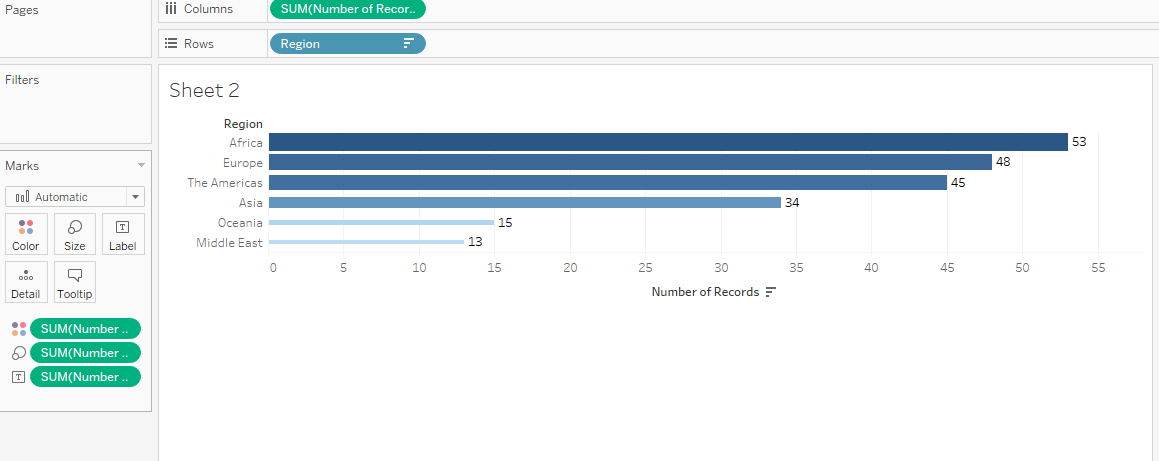 Pages
Columns
SUM(Number of Recor..
Rows
Region
Filters
Sheet 2
Region
Africa 53
Europe 48
The Americas 45
Asia 34
Oceania 15
Middle East 13
0 5 10 15 20 25 30 35 40 45 50 55
Number of Records
Marks
Automatic
Color Size Label
Detail Tooltip
SUM(Number ..
SUM(Number ..
SUM(Number ..